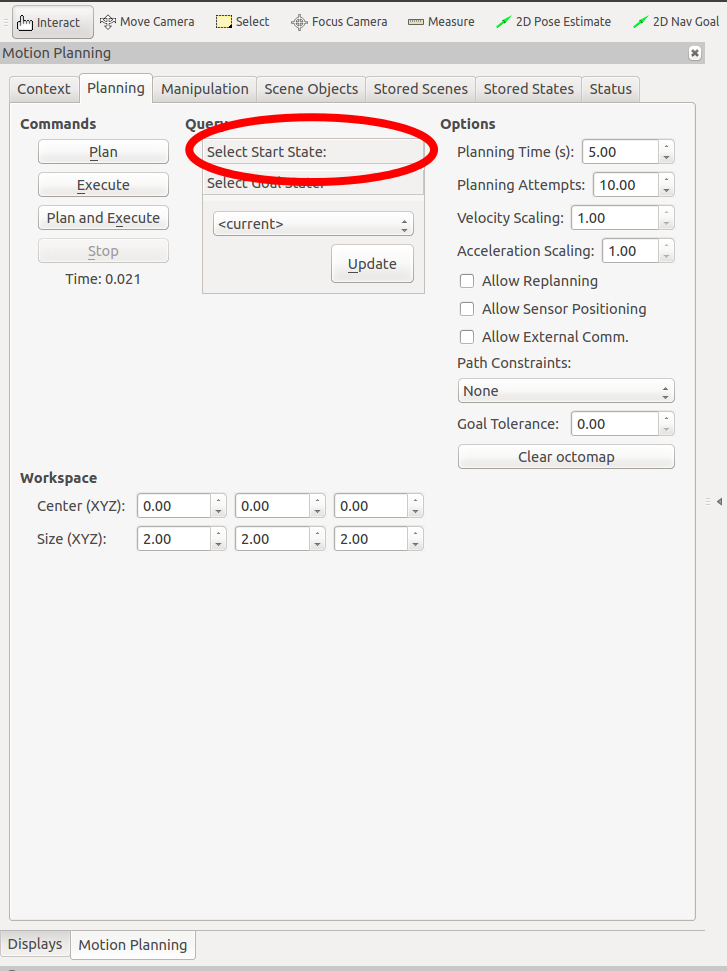 Interact Move Camera Select Focus Camera Measure 2D Pose Estimate 2D Nav Goal
Motion Planning
Context Planning Manipulation Scene Objects Stored Scenes Stored States Status
Commands
Plan
Execute
Plan and Execute
Stop
Time: 0.021
Query
Select Start State:
Select Goal State:
<current>
Update
Options
Planning Time (s): 5.00
Planning Attempts: 10.00
Velocity Scaling: 1.00
Acceleration Scaling: 1.00
Allow Replanning
Allow Sensor Positioning
Allow External Comm.
Path Constraints:
None
Goal Tolerance: 0.00
Clear octomap
Workspace
Center (XYZ): 0.00 0.00 0.00
Size (XYZ): 2.00 2.00 2.00
Displays Motion Planning